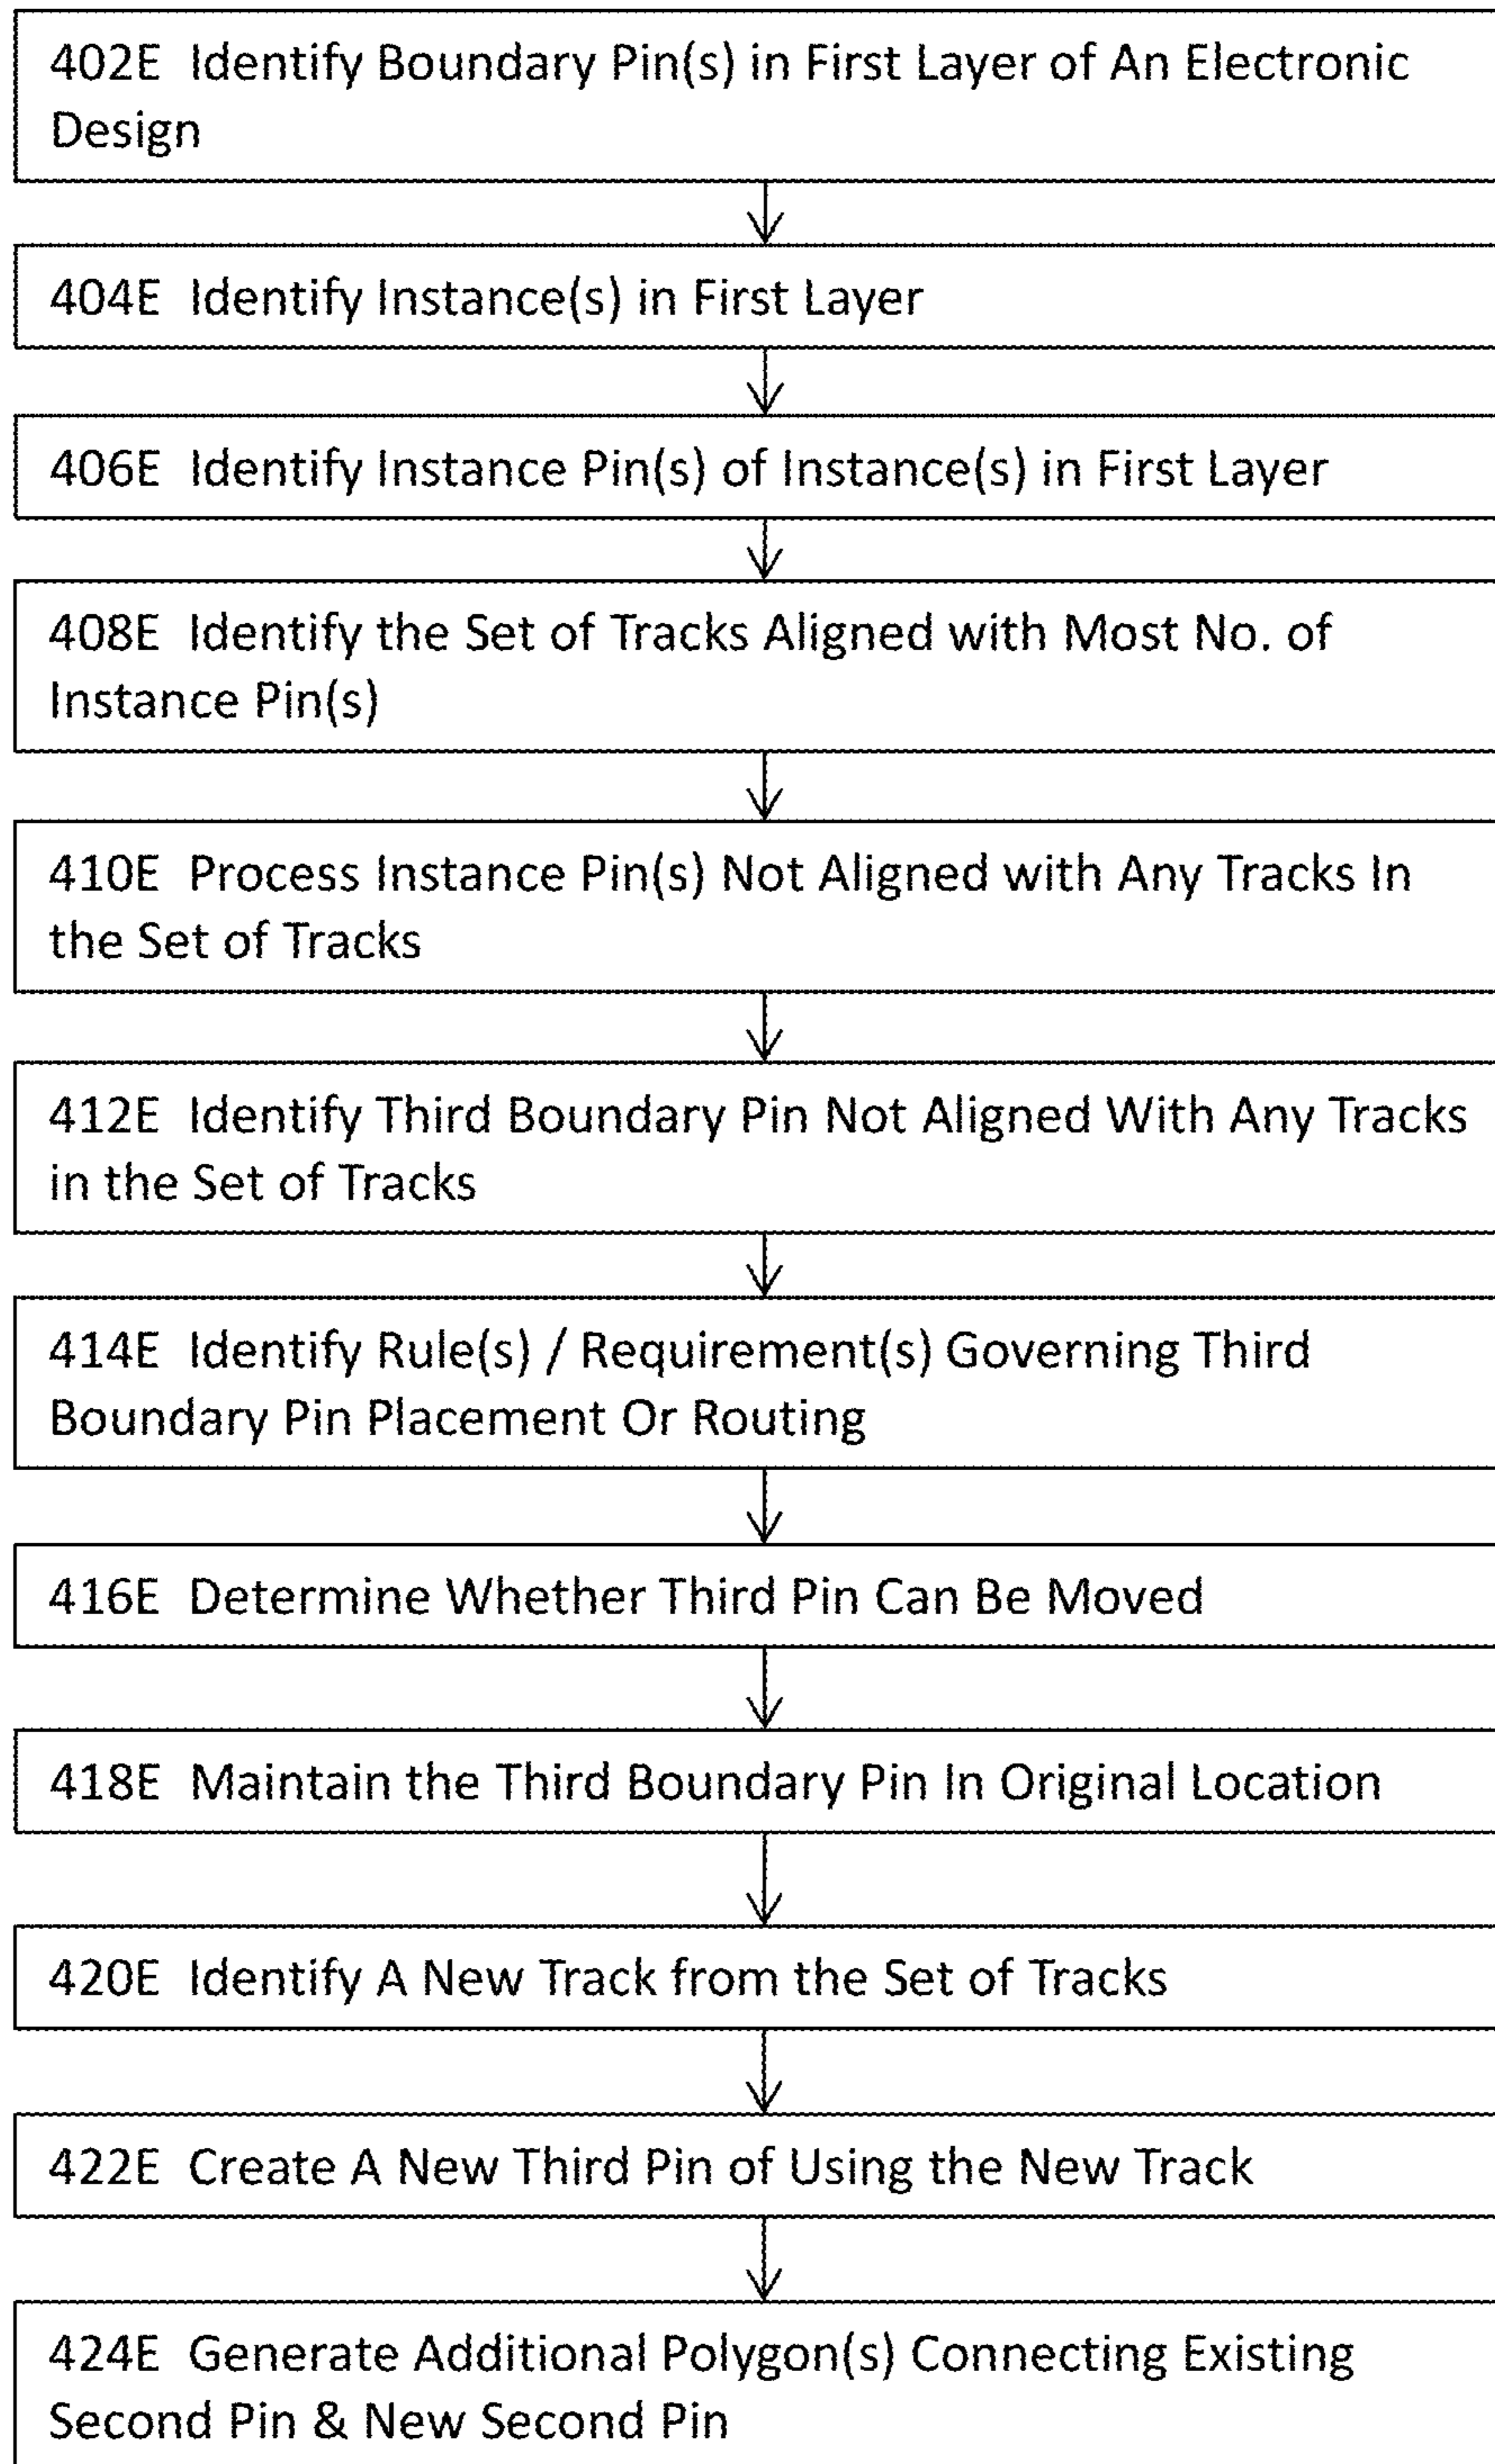 402E Identify Boundary Pin(s) in First Layer of An Electronic
Design
404E Identify Instance(s) in First Layer
406E Identify Instance Pin(s) of Instance(s) in First Layer
408E Identify the Set of Tracks Aligned with Most No. of
Instance Pin(s)
410E Process Instance Pin(s) Not Aligned with Any Tracks In
the Set of Tracks
412E Identify Third Boundary Pin Not Aligned With Any Tracks
in the Set of Tracks
414E Identify Rule(s) / Requirement(s) Governing Third
Boundary Pin Placement Or Routing
416E Determine Whether Third Pin Can Be Moved
418E Maintain the Third Boundary Pin In Original Location
420E Identify A New Track from the Set of Tracks
422E Create A New Third Pin of Using the New Track
424E Generate Additional Polygon(s) Connecting Existing
Second Pin & New Second Pin